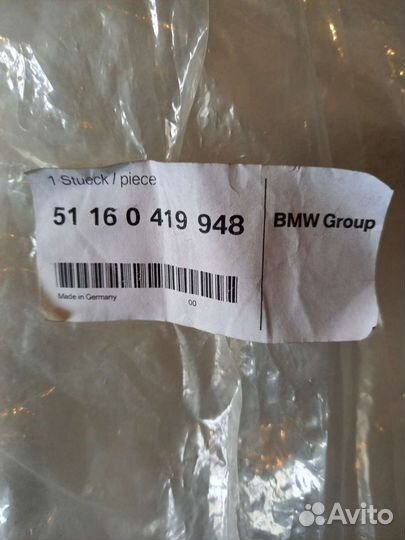 1 Stueck / piece
51 16 0 419 948
BMW Group
Made in Germany
00
Avito